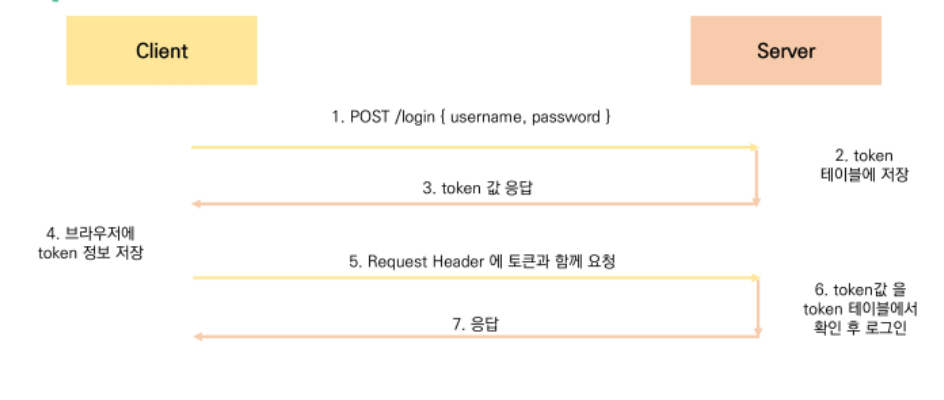 Client
Server
1. POST /login { username, password }
2. token
테이블에 저장
3. token 값 응답
4. 브라우저에
token 정보 저장
5. Request Header 에 토큰과 함께 요청
6. token값 을
token 테이블에서
확인 후 로그인
7. 응답